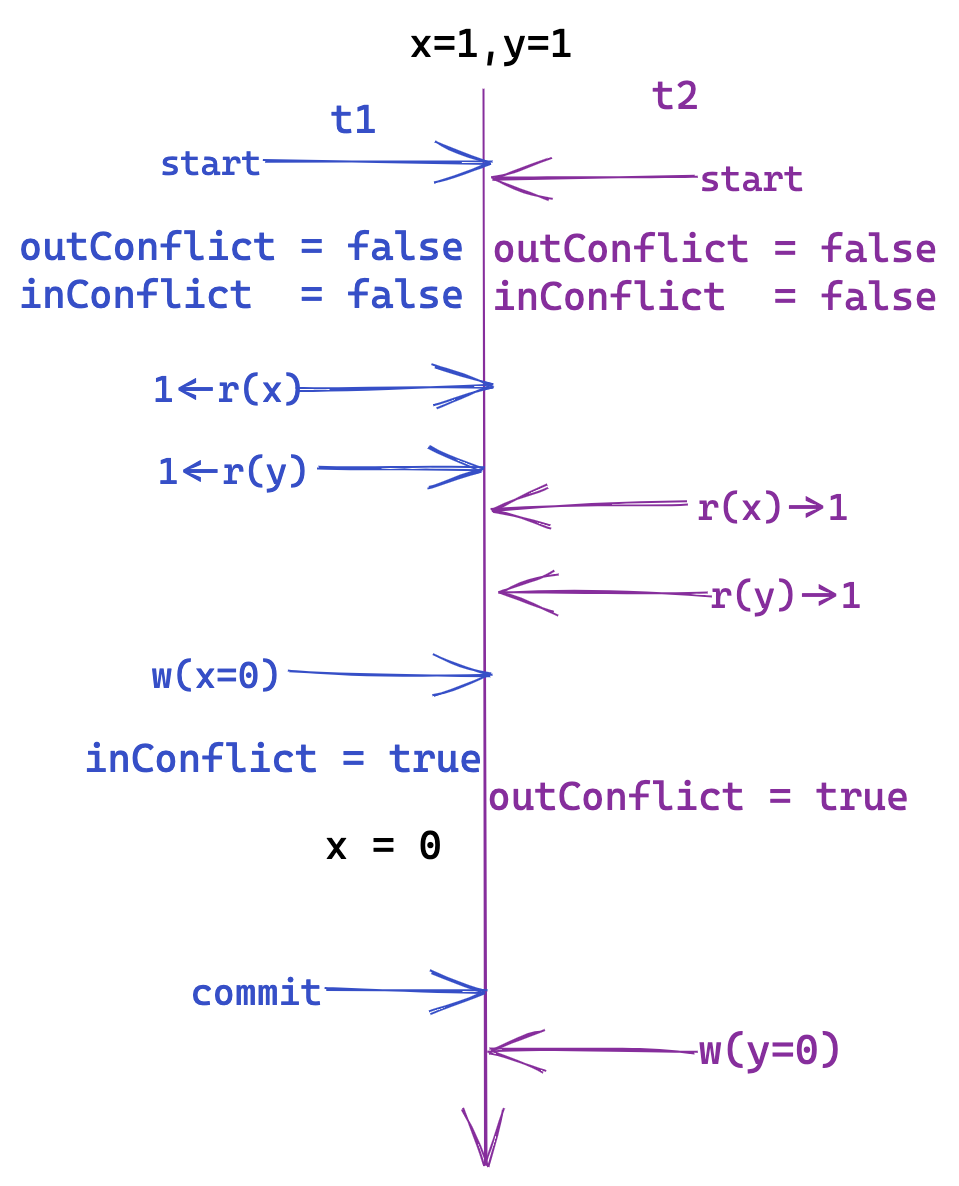 x=1,y=1
t1
t2
start
start
outConflict = false
inConflict  = false
outConflict = false
inConflict  = false
1←r(x)
1←r(y)
r(x)→1
r(y)→1
w(x=0)
inConflict = true
outConflict = true
x = 0
commit
w(y=0)